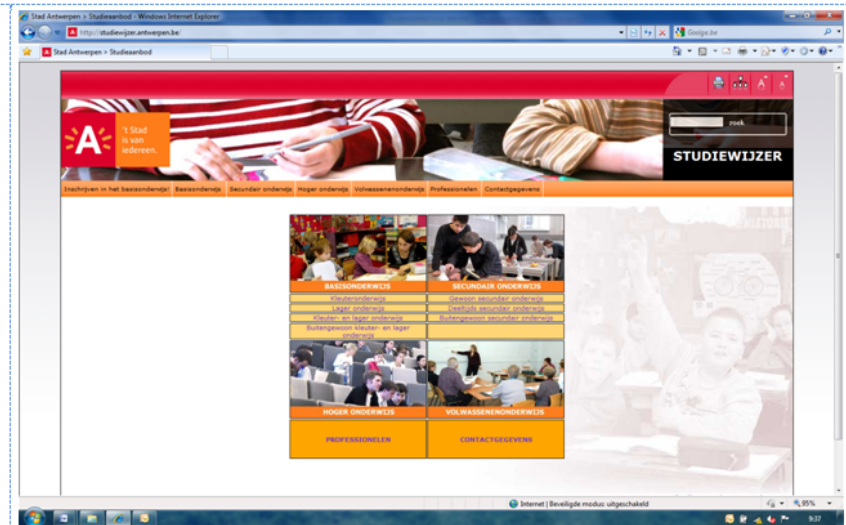 Stad Antwerpen > Studieaanbod - Windows Internet Explorer
http://studiewijzer.antwerpen.be/
Google.be
Stad Antwerpen > Studieaanbod
A
't Stad
is van
iedereen.
zoek
STUDIEWIJZER
Inschrijven in het basisonderwijs! Basisonderwijs Secundair onderwijs Hoger onderwijs Volwassenenonderwijs Professionelen Contactgegevens
BASISONDERWIJS
SECUNDAIR ONDERWIJS
Kleuteronderwijs
Gewoon secundair onderwijs
Lager onderwijs
Deeltijds secundair onderwijs
Kleuter- en lager onderwijs
Buitengewoon secundair onderwijs
Buitengewoon kleuter- en lager
onderwijs
HOGER ONDERWIJS
VOLWASSENENONDERWIJS
PROFESSIONELEN
CONTACTGEGEVENS
Internet | Beveiligde modus: uitgeschakeld
95%
9:37